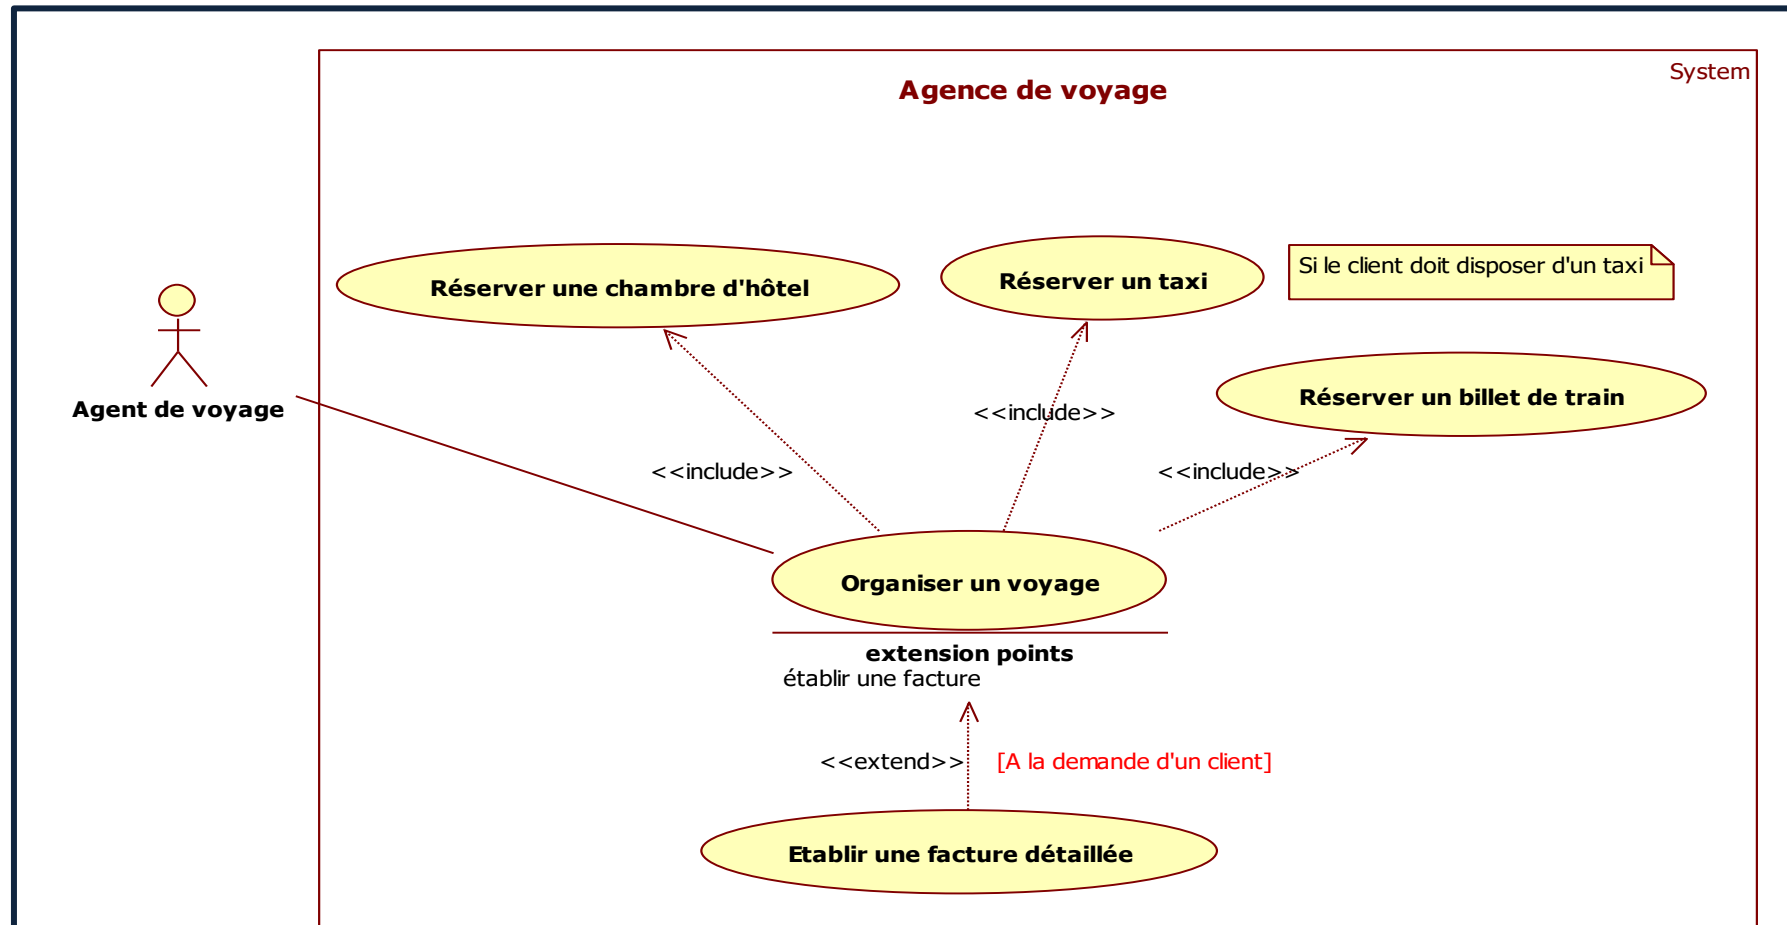 System
Agence de voyage
Réserver une chambre d'hôtel
Réserver un taxi
Si le client doit disposer d'un taxi
Réserver un billet de train
Agent de voyage
<<include>>
<<include>>
<<include>>
Organiser un voyage
extension points
établir une facture
<<extend>>
[A la demande d'un client]
Etablir une facture détaillée